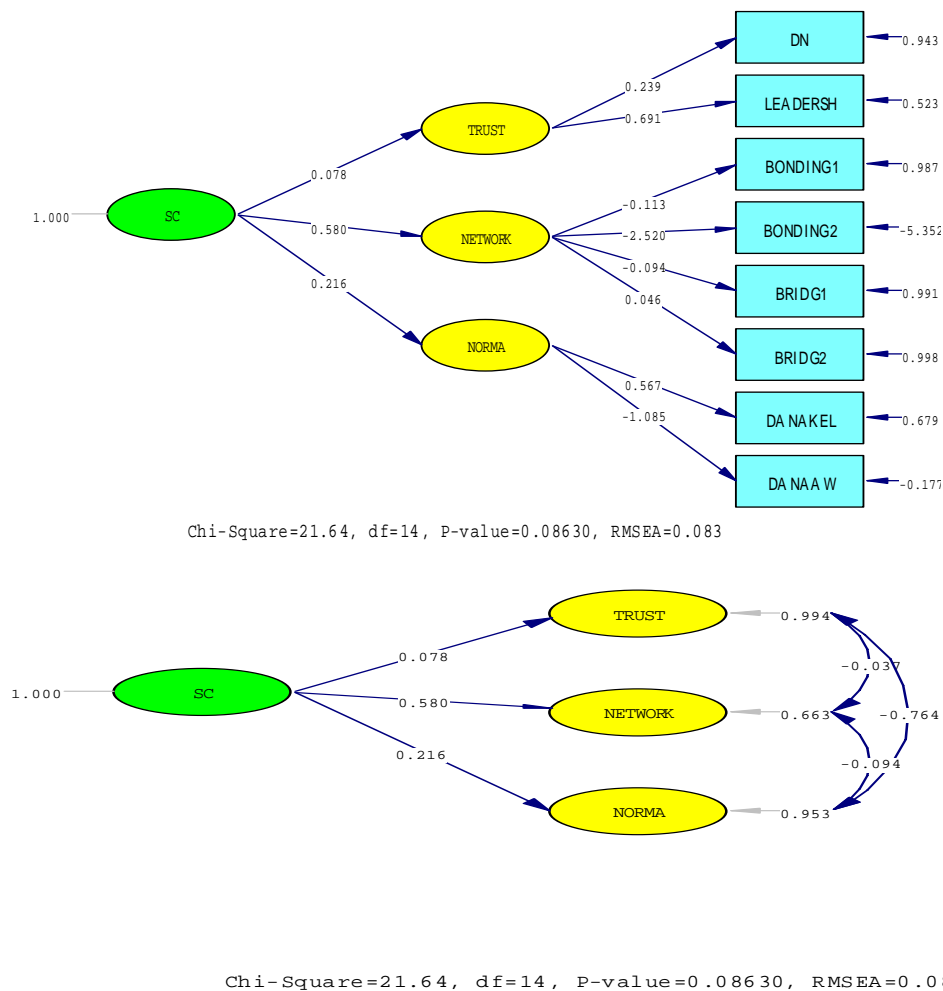 DN
0.943
0.239
LEADERSH
0.523
TRUST
0.691
BONDING1
0.987
0.078
-0.113
1.000
SC
BONDING2
-5.352
0.580
NETWORK
-2.520
-0.094
BRIDG1
0.991
0.216
0.046
NORMA
BRIDG2
0.998
0.567
DANAKEL
0.679
-1.085
DANAAW
-0.177
Chi-Square=21.64, df=14, P-value=0.08630, RMSEA=0.083
TRUST
0.994
0.078
-0.037
1.000
SC
0.580
NETWORK
0.663
-0.764
0.216
-0.094
NORMA
0.953
Chi-Square=21.64, df=14, P-value=0.08630, RMSEA=0.0